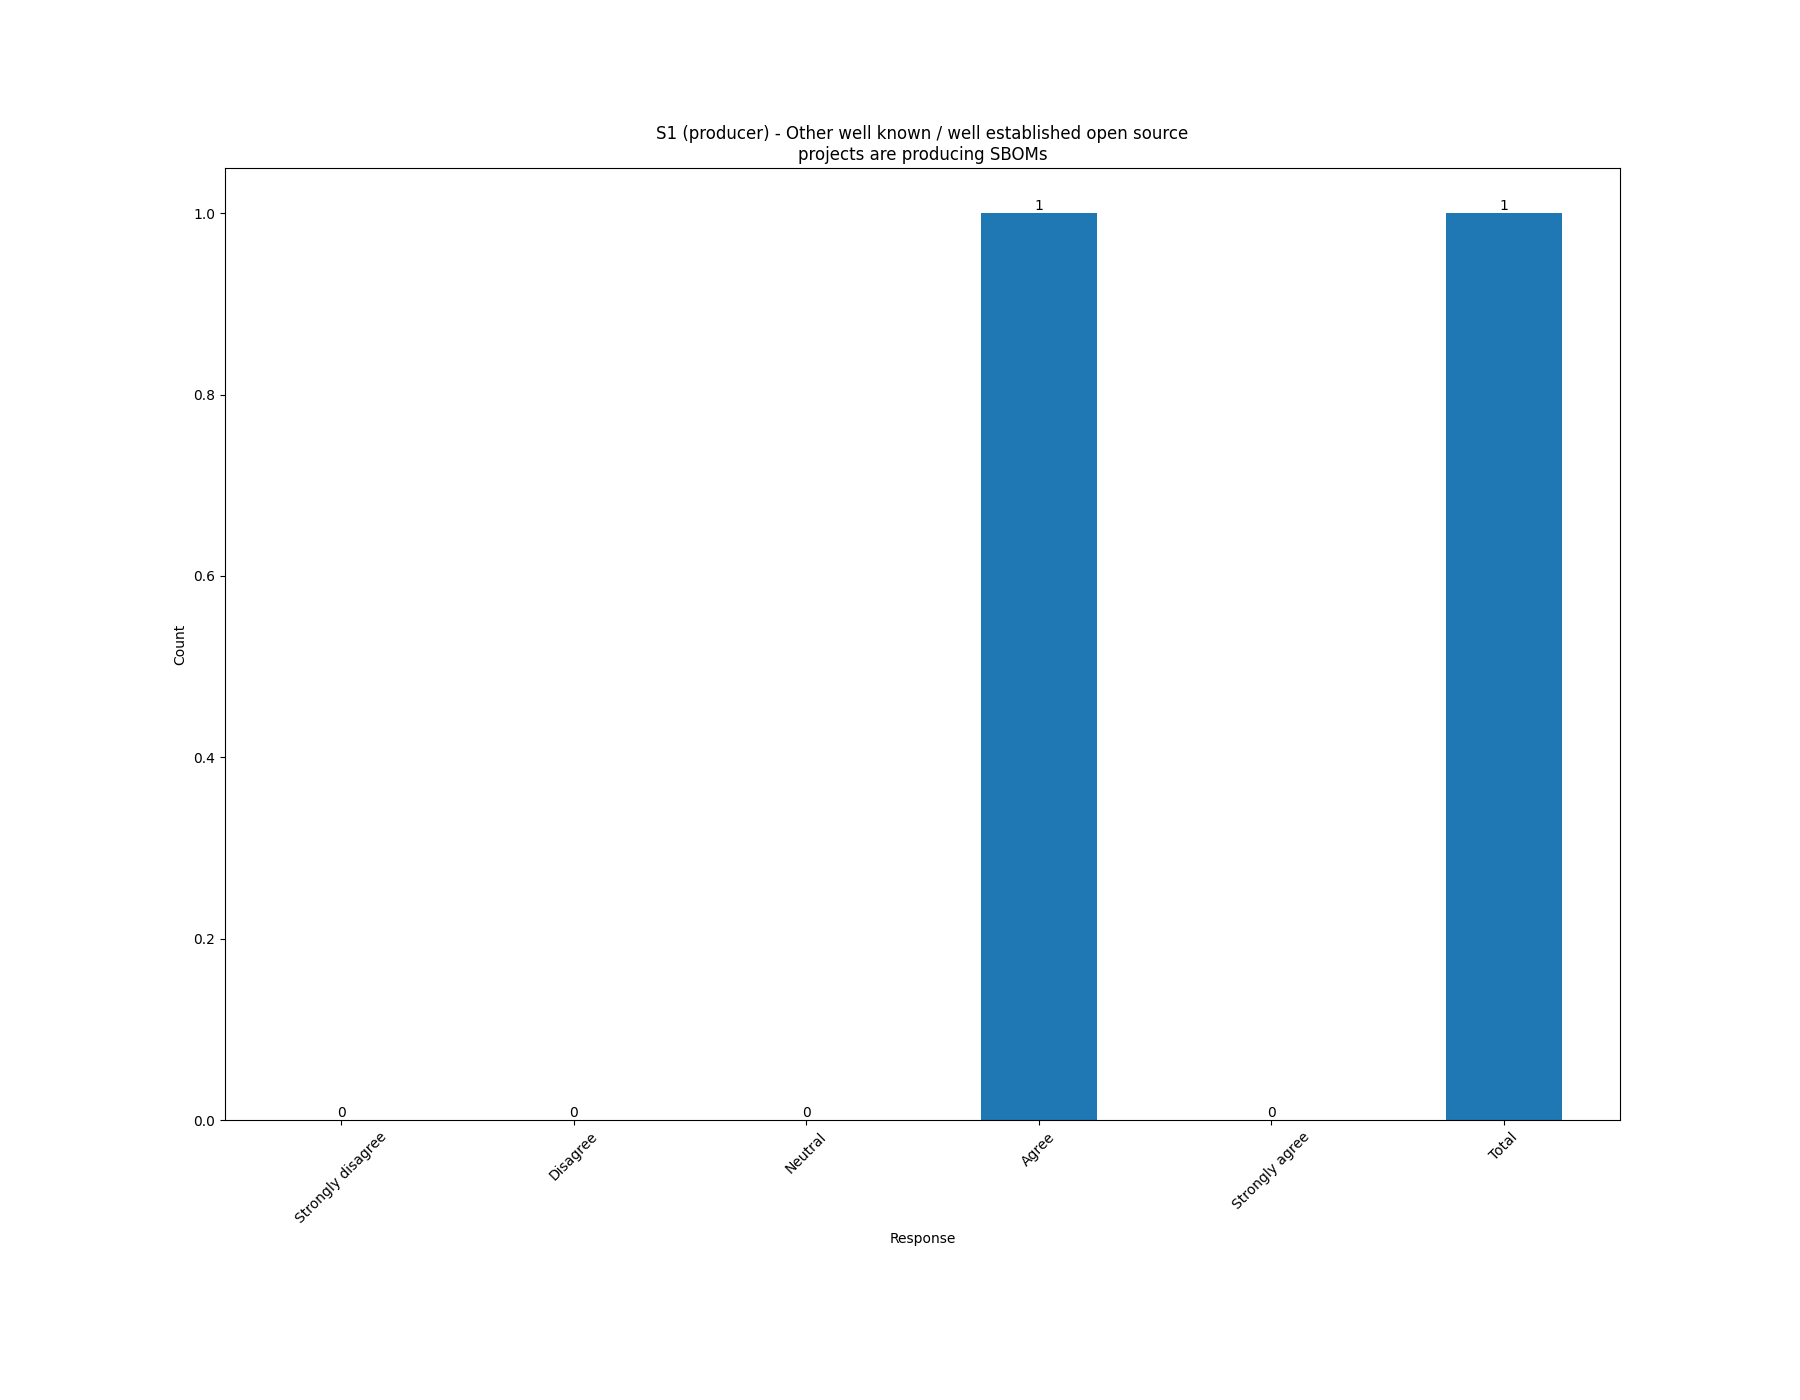 S1 (producer) - Other well known / well established open source
projects are producing SBOMs
1.0
0.8
0.6
0.4
0.2
0.0
Count
0
0
0
1
0
1
Strongly disagree
Disagree
Neutral
Agree
Strongly agree
Total
Response